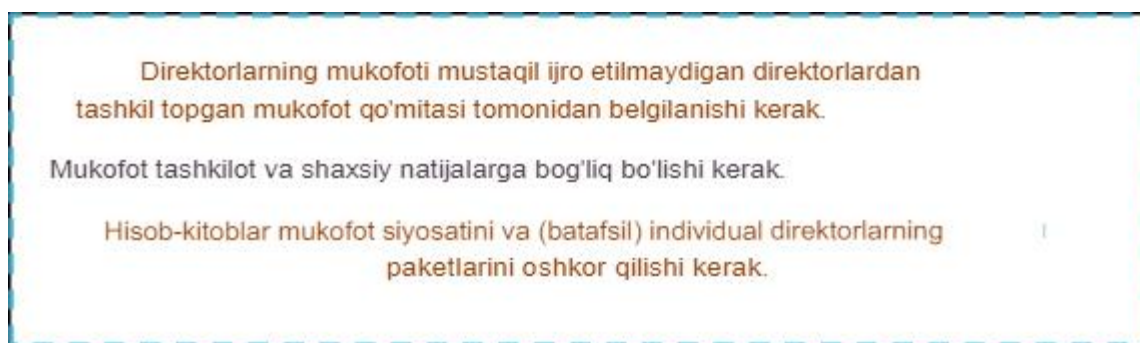 Direktorlarning mukofoti mustaqil ijro etilmaydigan direktorlardan
tashkil topgan mukofot qo'mitasi tomonidan belgilanishi kerak.
Mukofot tashkilot va shaxsiy natijalarga bog'liq bo'lishi kerak.
Hisob-kitoblar mukofot siyosatini va (batafsil) individual direktorlarning
paketlarini oshkor qilishi kerak.